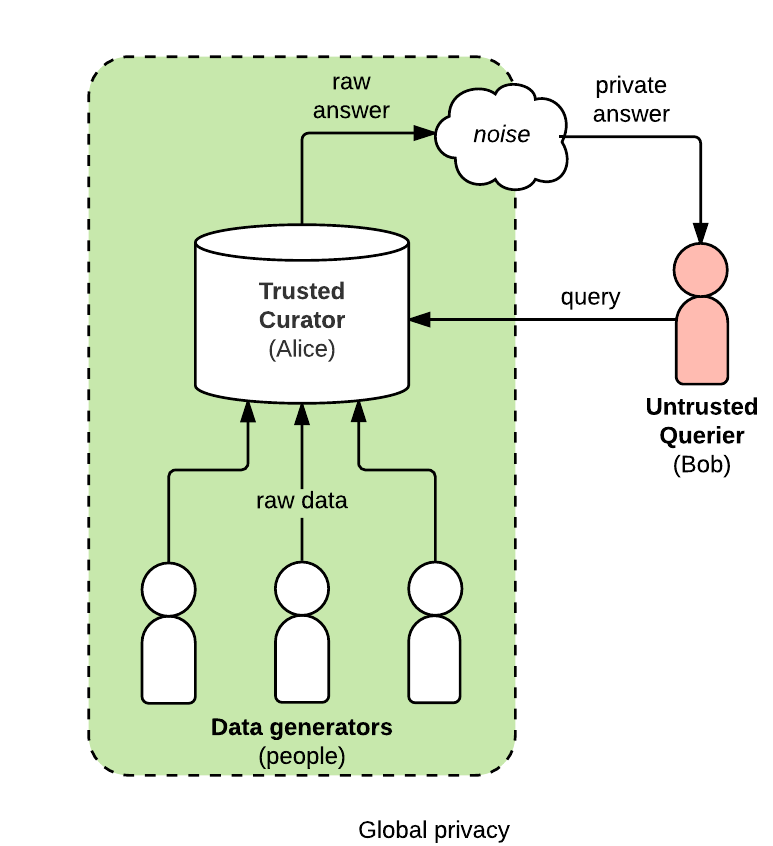 raw
answer
private
answer
noise
Trusted
Curator
(Alice)
query
Untrusted
Querier
(Bob)
raw data
Data generators
(people)
Global privacy